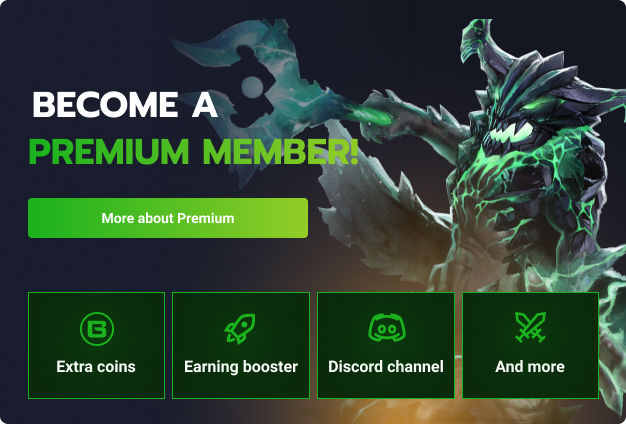 BECOME A
PREMIUM MEMBER!
More about Premium
Extra coins
Earning booster
Discord channel
And more